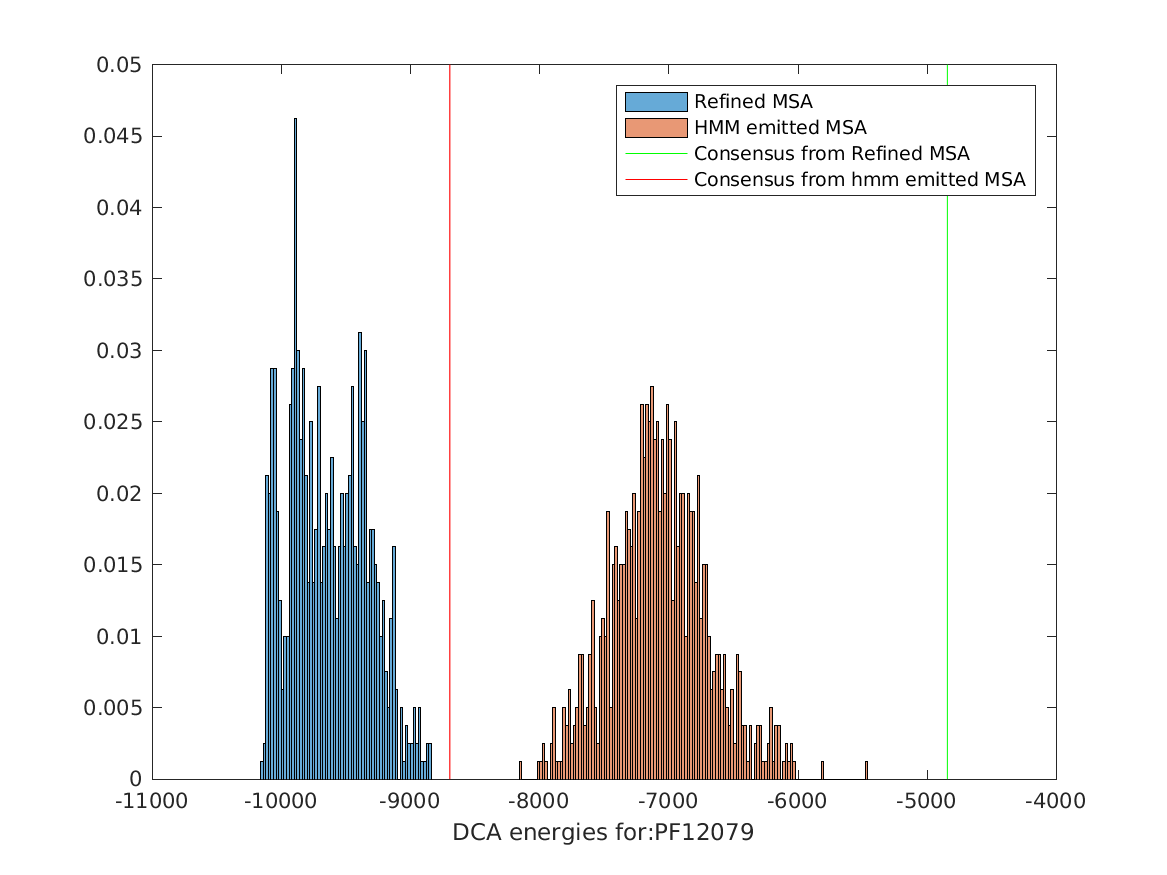 0.05
0.045
0.04
0.035
0.03
0.025
0.02
0.015
0.01
0.005
0
Refined MSA
HMM emitted MSA
Consensus from Refined MSA
Consensus from hmm emitted MSA
-11000 -10000 -9000 -8000 -7000 -6000 -5000 -4000
DCA energies for:PF12079